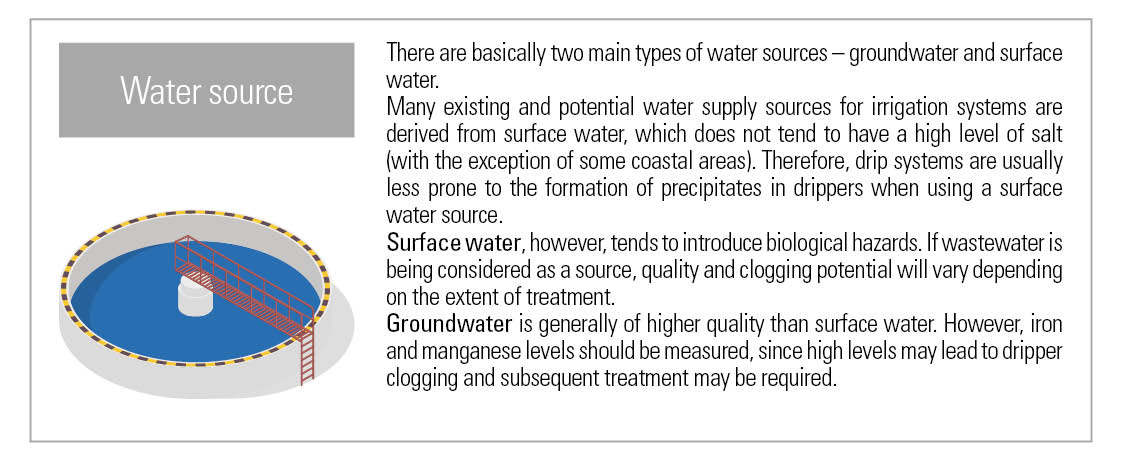 Water source
There are basically two main types of water sources – groundwater and surface
water.
Many existing and potential water supply sources for irrigation systems are
derived from surface water, which does not tend to have a high level of salt
(with the exception of some coastal areas). Therefore, drip systems are usually
less prone to the formation of precipitates in drippers when using a surface
water source.
Surface water, however, tends to introduce biological hazards. If wastewater is
being considered as a source, quality and clogging potential will vary depending
on the extent of treatment.
Groundwater is generally of higher quality than surface water. However, iron
and manganese levels should be measured, since high levels may lead to dripper
clogging and subsequent treatment may be required.